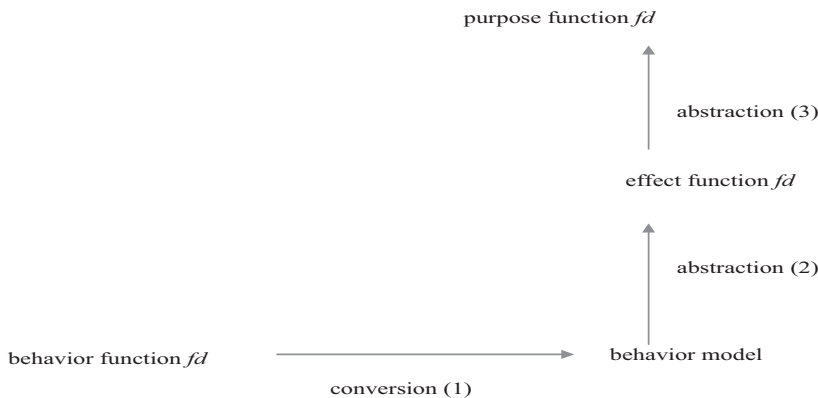 purpose function fd
abstraction (3)
effect function fd
abstraction (2)
behavior function fd
behavior model
conversion (1)